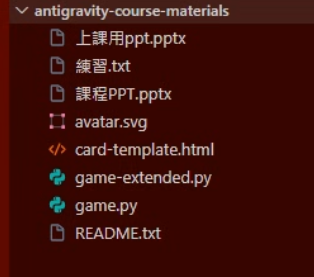 antigravity-course-materials
上課用ppt.pptx
練習.txt
課程PPT.pptx
avatar.svg
card-template.html
game-extended.py
game.py
README.txt